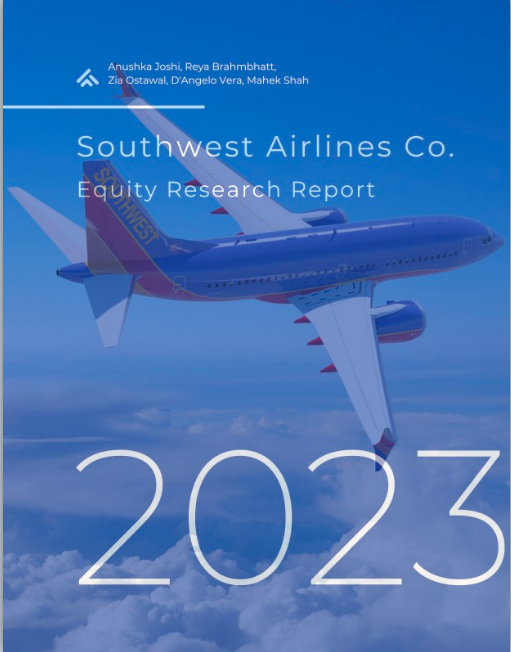 Anushka Joshi, Reya Brahmbhatt,
Zia Ostawal, D'Angelo Vera, Mahek Shah
Southwest Airlines Co.
Equity Research Report
SOUTHWEST
2023